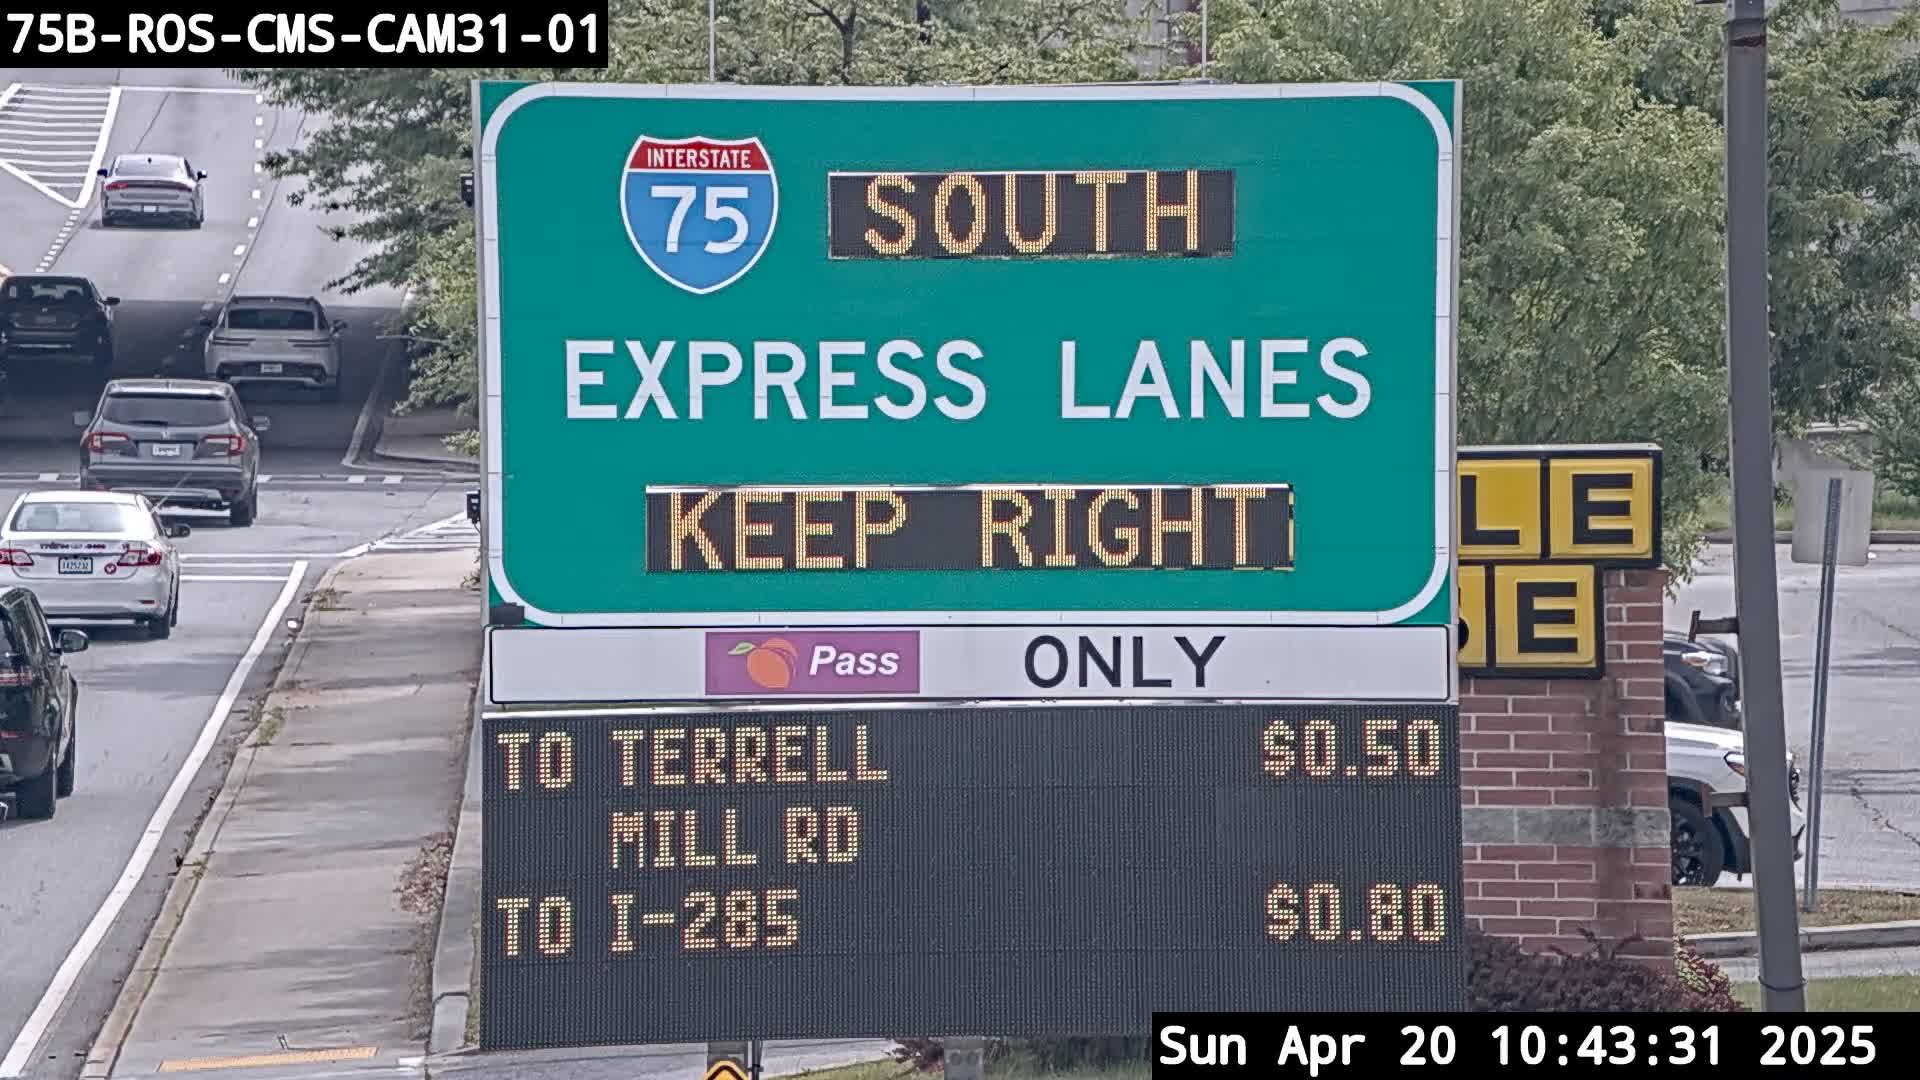 75B-ROS-CMS-CAM31-01
INTERSTATE
75
SOUTH
EXPRESS LANES
KEEP RIGHT
LE
E
Pass ONLY
TO TERRELL $0.50
MILL RD
TO I-285 $0.80
Sun Apr 20 10:43:31 2025